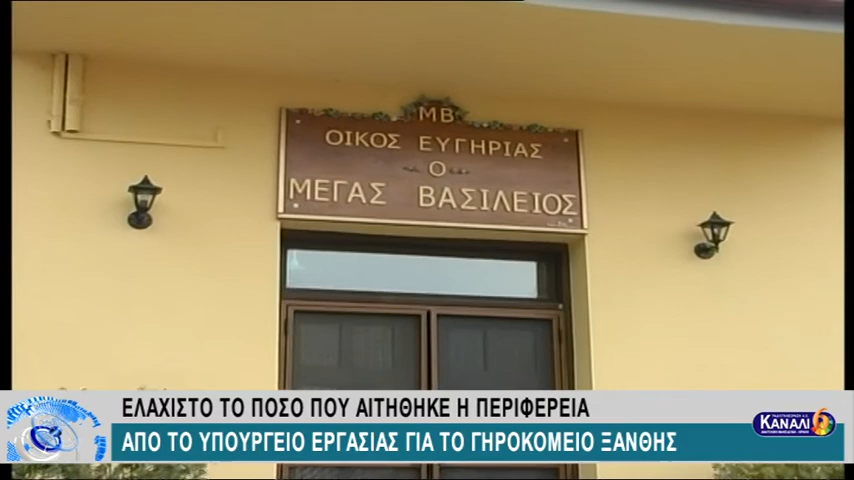 ΜΒ
ΟΙΚΟΣ ΕΥΓΗΡΙΑΣ
Ο
ΜΕΓΑΣ ΒΑΣΙΛΕΙΟΣ
ΕΛΑΧΙΣΤΟ ΤΟ ΠΟΣΟ ΠΟΥ ΑΙΤΗΘΗΚΕ Η ΠΕΡΙΦΕΡΕΙΑ
ΑΠΟ ΤΟ ΥΠΟΥΡΓΕΙΟ ΕΡΓΑΣΙΑΣ ΓΙΑ ΤΟ ΓΗΡΟΚΟΜΕΙΟ ΞΑΝΘΗΣ
ΚΑΝΑΛΙ 6